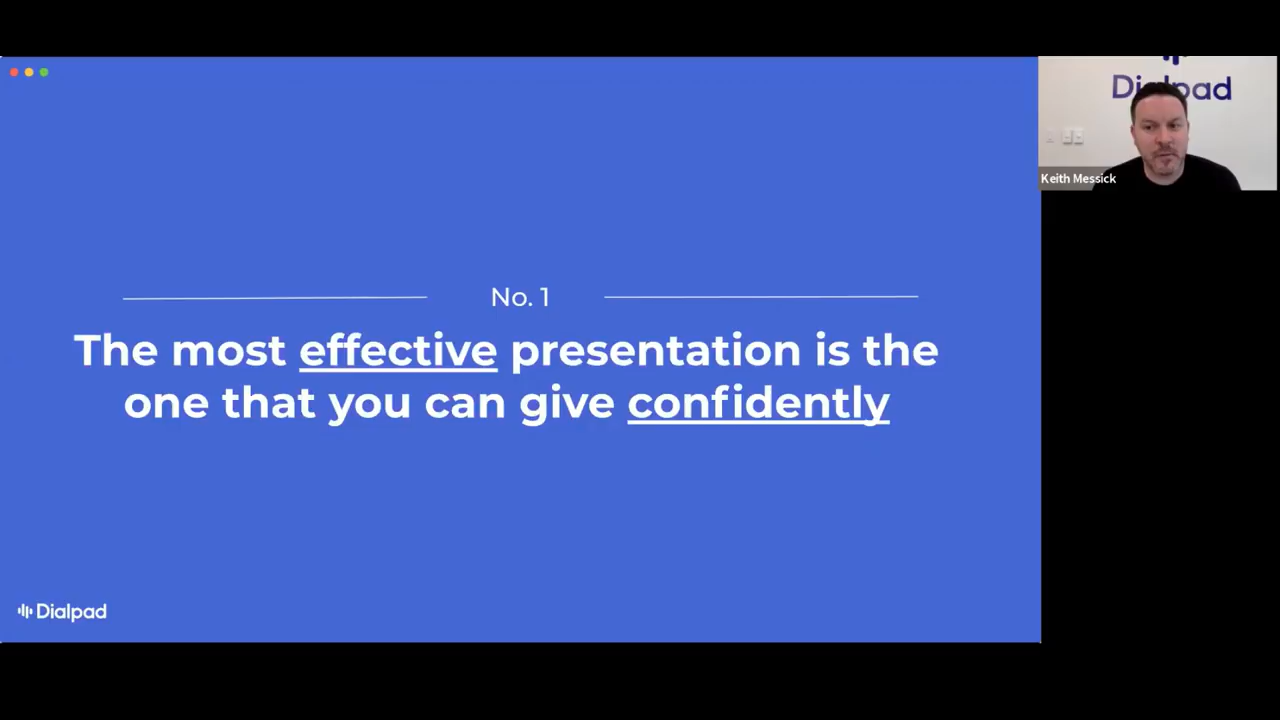 No. 1
The most effective presentation is the
one that you can give confidently
Dialpad
Dialpad
Keith Messick